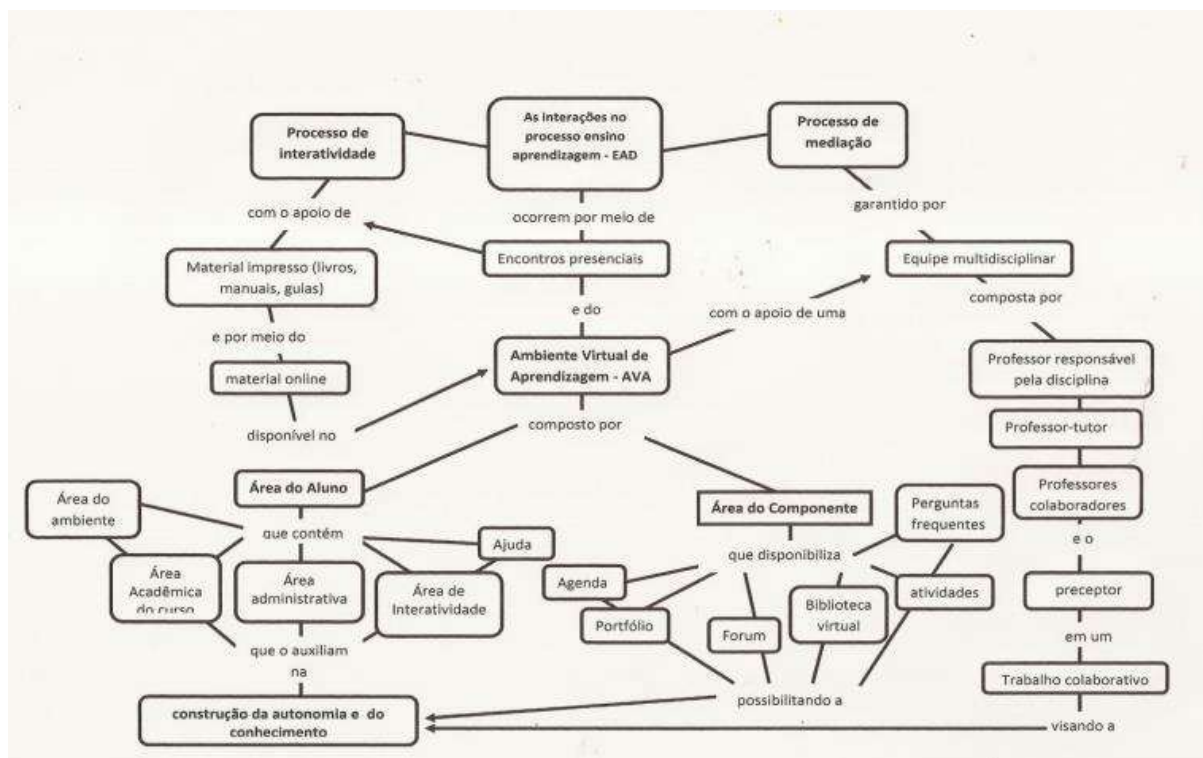 As interações no
processo ensino
aprendizagem - EAD
Processo de
interatividade
Processo de
mediação
com o apoio de
ocorrem por meio de
garantido por
Material impresso (livros,
manuais, guias)
Encontros presenciais
Equipe multidisciplinar
e por meio do
e do
com o apoio de uma
composta por
material online
Ambiente Virtual de
Aprendizagem - AVA
Professor responsável
pela disciplina
disponível no
composto por
Professor-tutor
Área do Aluno
Área do Componente
Professores
colaboradores
Área do
ambiente
que contém
Ajuda
que disponibiliza
Perguntas
frequentes
e o
Área
Acadêmica
do curso
Área
administrativa
Área de
Interatividade
Agenda
Portfólio
Forum
Biblioteca
virtual
atividades
preceptor
que o auxiliam
na
possibilitando a
em um
Trabalho colaborativo
construção da autonomia e do
conhecimento
visando a